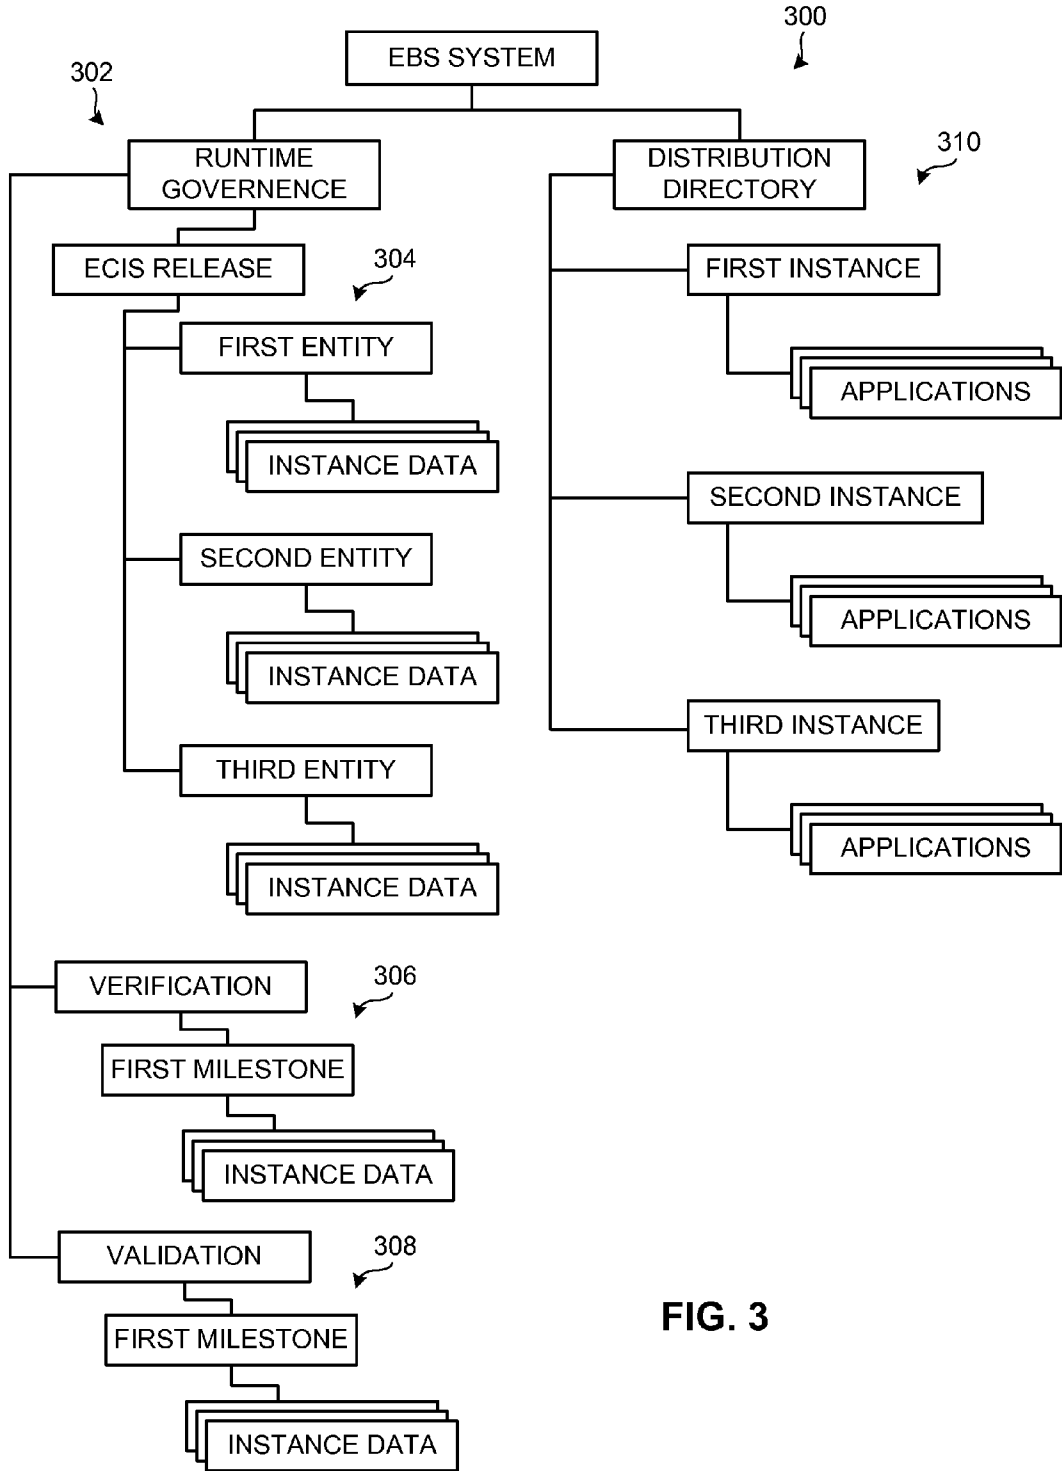 300
EBS SYSTEM
302
RUNTIME
GOVERNENCE
DISTRIBUTION
DIRECTORY
310
ECIS RELEASE
304
FIRST INSTANCE
FIRST ENTITY
APPLICATIONS
INSTANCE DATA
SECOND INSTANCE
SECOND ENTITY
APPLICATIONS
INSTANCE DATA
THIRD INSTANCE
THIRD ENTITY
APPLICATIONS
INSTANCE DATA
VERIFICATION
306
FIRST MILESTONE
INSTANCE DATA
VALIDATION
308
FIRST MILESTONE
INSTANCE DATA
FIG. 3